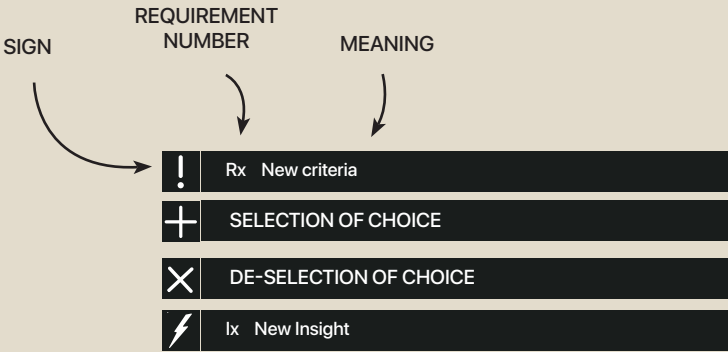 REQUIREMENT
NUMBER
SIGN
MEANING
! Rx New criteria
+ SELECTION OF CHOICE
× DE-SELECTION OF CHOICE
Ix New Insight